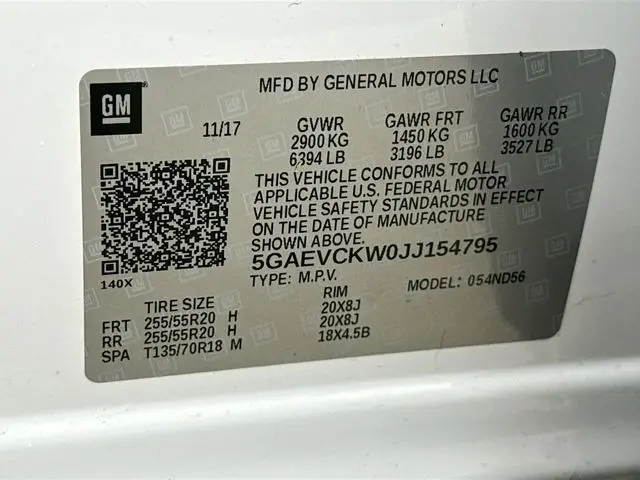 MFD BY GENERAL MOTORS LLC
GM
11/17 GVWR GAWR FRT GAWR RR
2900 KG 1450 KG 1600 KG
6394 LB 3196 LB 3527 LB
THIS VEHICLE CONFORMS TO ALL
APPLICABLE U.S. FEDERAL MOTOR
VEHICLE SAFETY STANDARDS IN EFFECT
ON THE DATE OF MANUFACTURE
SHOWN ABOVE.
5GAEVCKW0JJ154795
140X
TYPE: M.P.V. MODEL: 054ND56
TIRE SIZE RIM
FRT 255/55R20 H 20X8J
RR 255/55R20 H 20X8J
SPA T135/70R18 M 18X4.5B